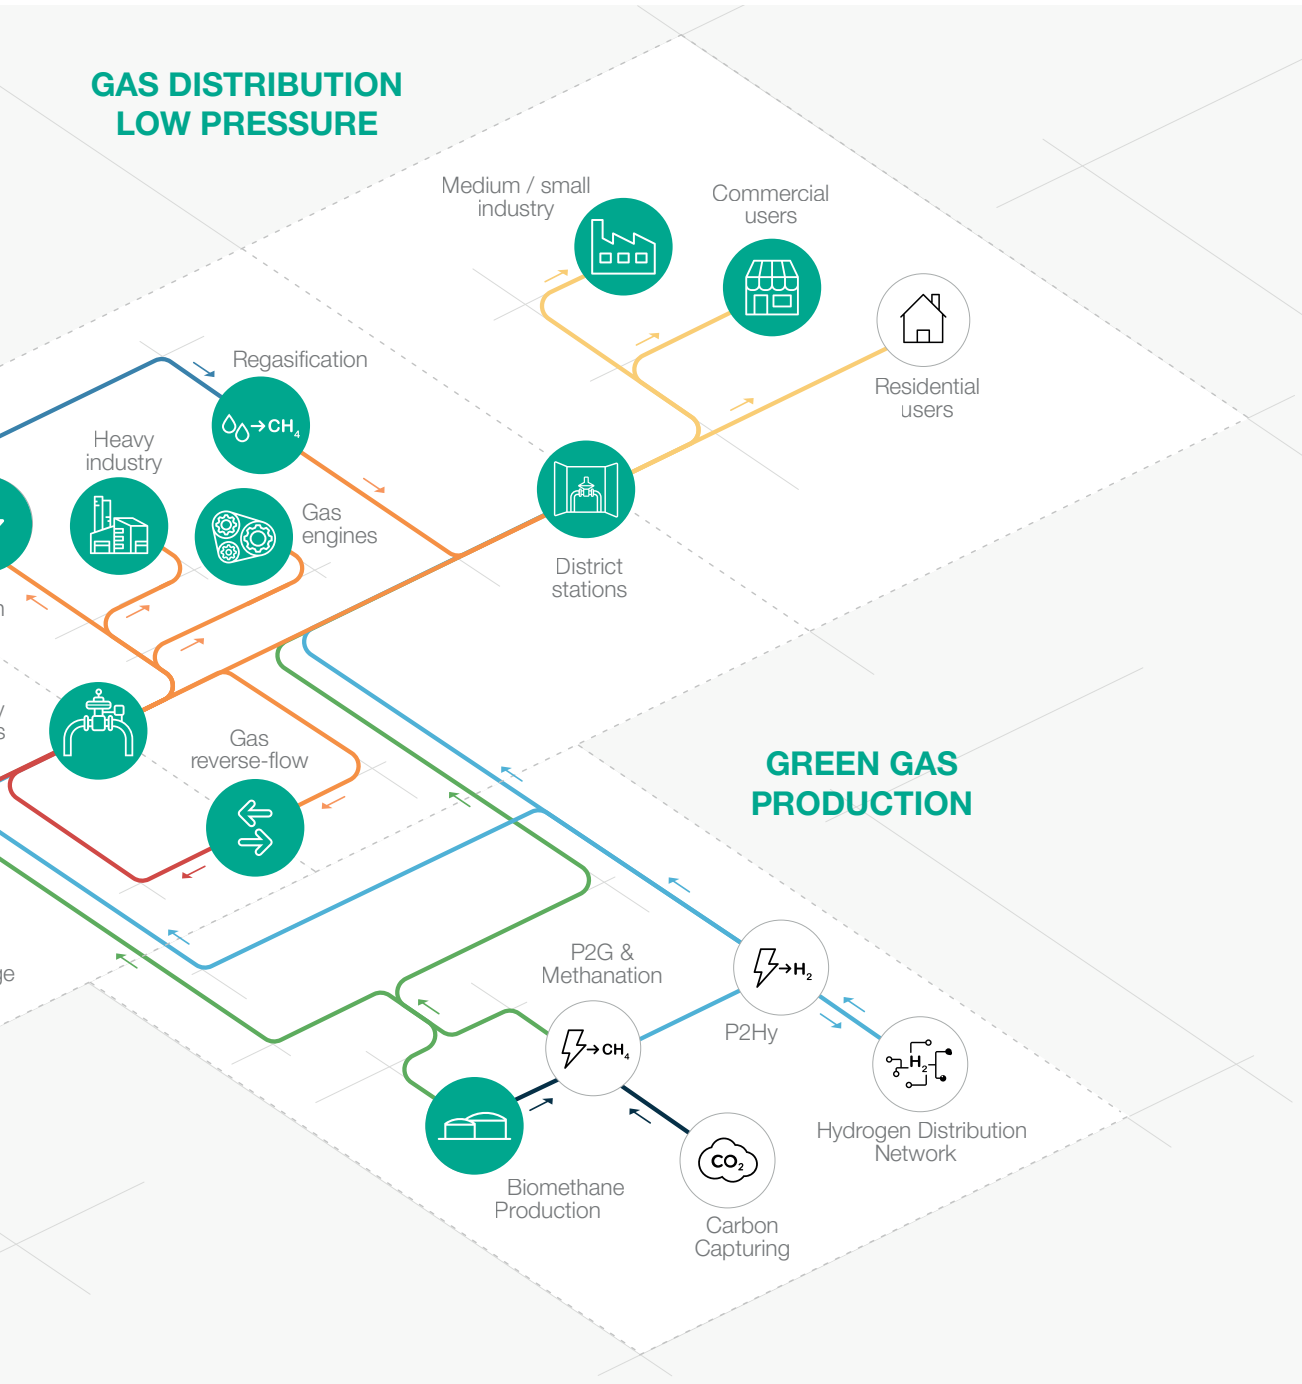 GAS DISTRIBUTION
LOW PRESSURE
Medium / small
industry
Commercial
users
Residential
users
Regasification
→CH4
Heavy
industry
Gas
engines
District
stations
Gas
reverse-flow
GREEN GAS
PRODUCTION
P2G &
Methanation
→CH4
→H2
P2Hy
H2
Hydrogen Distribution
Network
Biomethane
Production
CO2
Carbon
Capturing